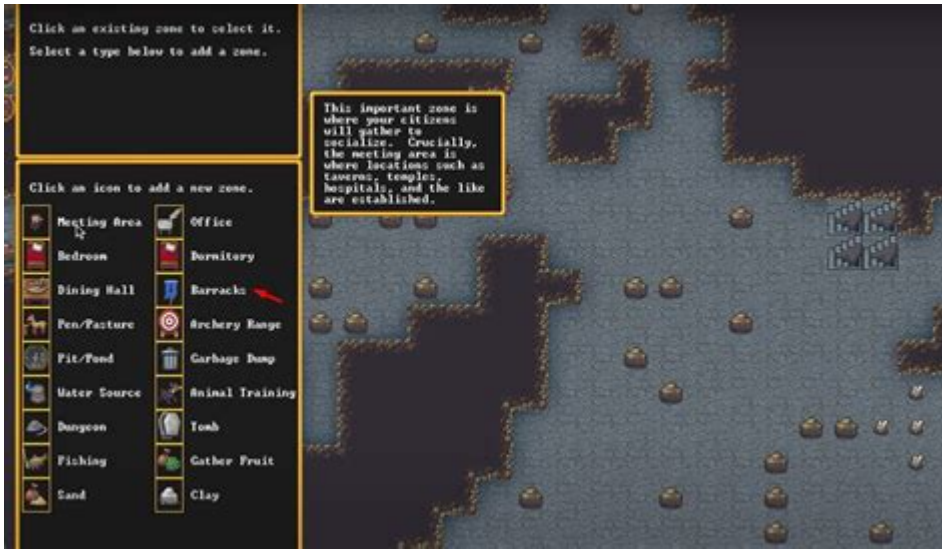 Click an existing zone to select it.
Select a type below to add a zone.
This important zone is
where your citizens
will gather to
socialize. Crucially,
the meeting area is
where locations such as
taverns, temples,
hospitals, and the like
are established.
Click an icon to add a new zone.
Meeting Area
Office
Bedroom
Dormitory
Dining Hall
Barracks
Pen/Pasture
Archery Range
Pit/Pond
Garbage Dump
Water Source
Animal Training
Dungeon
Tomb
Fishing
Gather Fruit
Sand
Clay